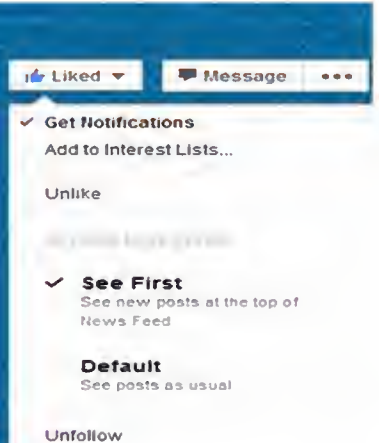 Liked
Message
Get Notifications
Add to Interest Lists...
Unlike
See First
See new posts at the top of
News Feed
Default
See posts as usual
Unfollow